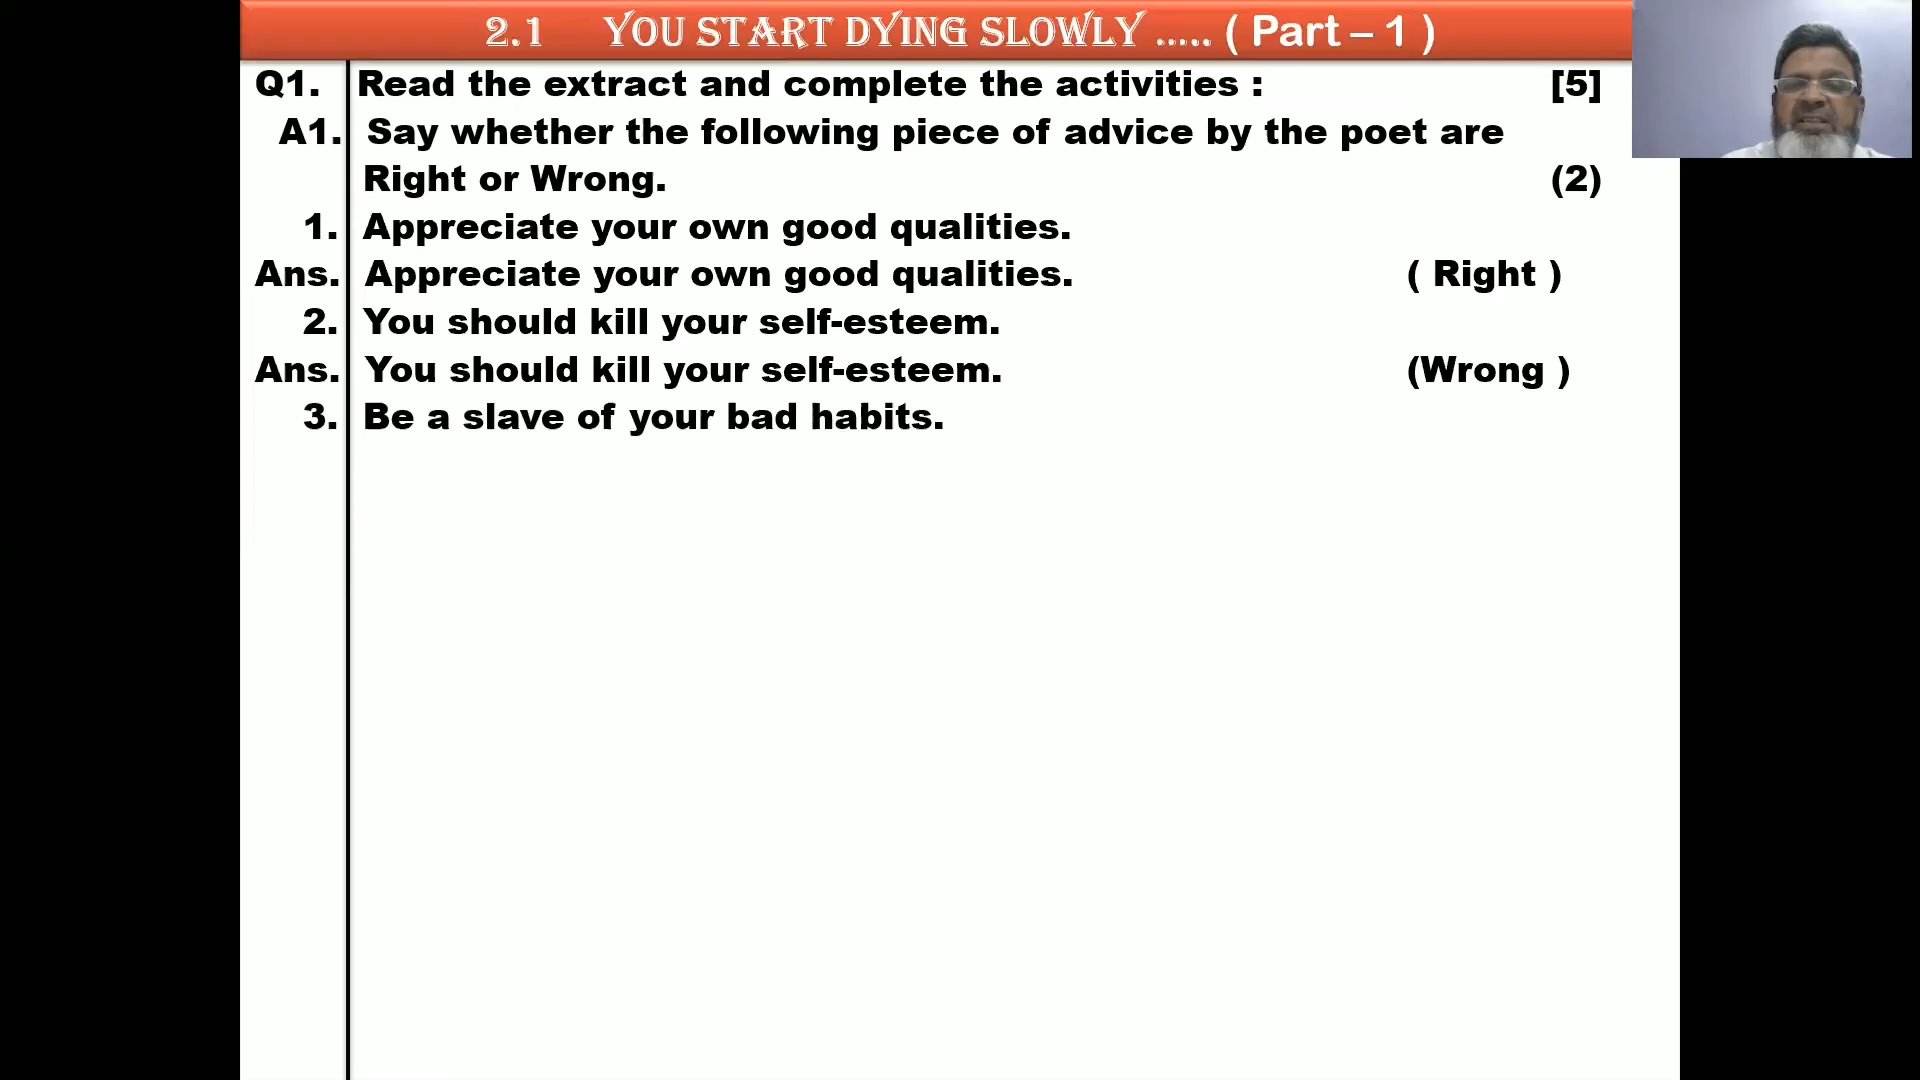 2.1 YOU START DYING SLOWLY ..... ( Part – 1 )
Q1. Read the extract and complete the activities : [5]
A1. Say whether the following piece of advice by the poet are
Right or Wrong. (2)
1. Appreciate your own good qualities.
Ans. Appreciate your own good qualities. ( Right )
2. You should kill your self-esteem.
Ans. You should kill your self-esteem. (Wrong )
3. Be a slave of your bad habits.